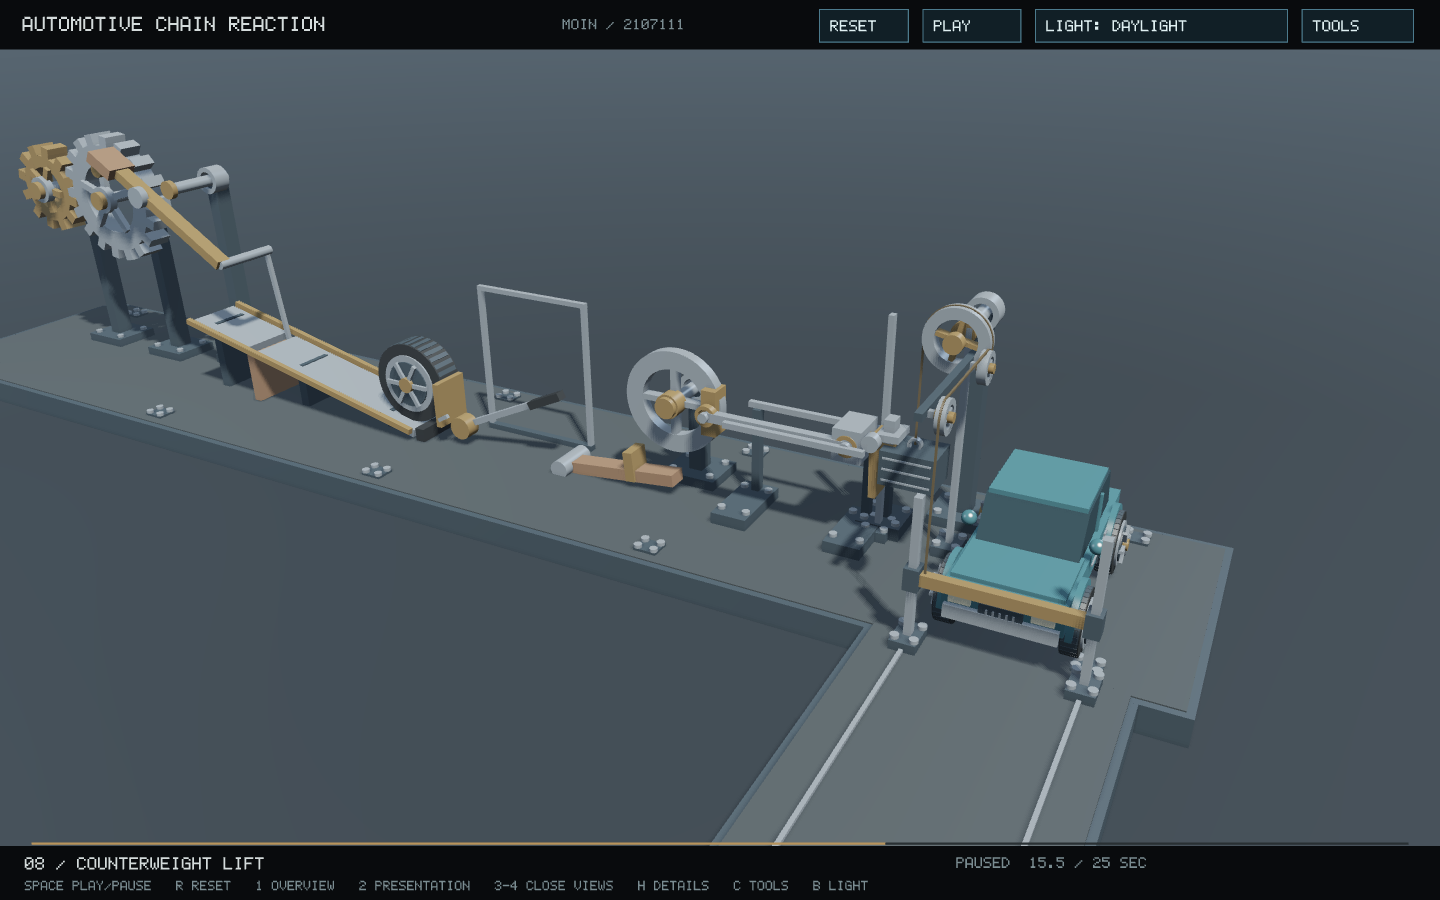 AUTOMOTIVE CHAIN REACTION
MOIN / 2107111
RESET
PLAY
LIGHT: DAYLIGHT
TOOLS
08 / COUNTERWEIGHT LIFT
PAUSED 15.5 / 25 SEC
SPACE PLAY/PAUSE R RESET 1 OVERVIEW 2 PRESENTATION 3-4 CLOSE VIEWS H DETAILS C TOOLS B LIGHT